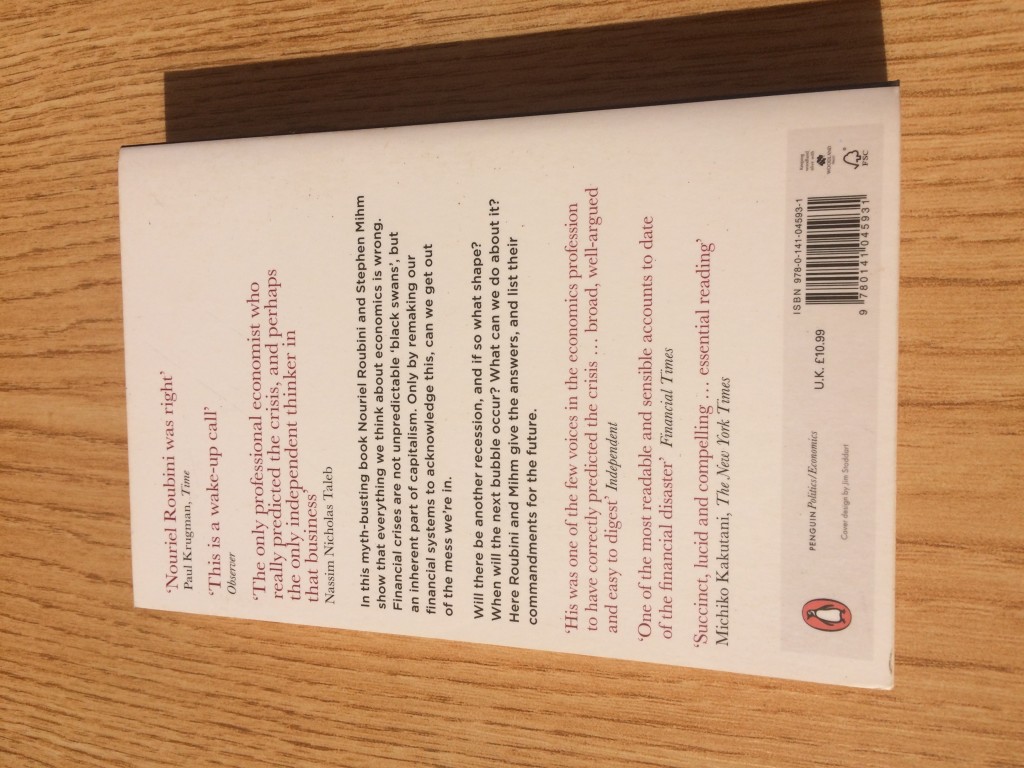 ‘Nouriel Roubini was right’
Paul Krugman, Time
‘This is a wake-up call’
Observer
‘The only professional economist who
really predicted the crisis, and perhaps
the only independent thinker in
that business’
Nassim Nicholas Taleb
In this myth-busting book Nouriel Roubini and Stephen Mihm
show that everything we think about economics is wrong.
Financial crises are not unpredictable ‘black swans’, but
an inherent part of capitalism. Only by remaking our
financial systems to acknowledge this, can we get out
of the mess we’re in.
Will there be another recession, and if so what shape?
When will the next bubble occur? What can we do about it?
Here Roubini and Mihm give the answers, and list their
commandments for the future.
‘His was one of the few voices in the economics profession
to have correctly predicted the crisis … broad, well-argued
and easy to digest’ Independent
‘One of the most readable and sensible accounts to date
of the financial disaster’ Financial Times
‘Succinct, lucid and compelling … essential reading’
Michiko Kakutani, The New York Times
PENGUIN Politics/Economics
Cover design by Jim Stoddart
U.K. £10.99
ISBN 978-0-141-04593-1
9 780141 045931
WOODLAND
FSC